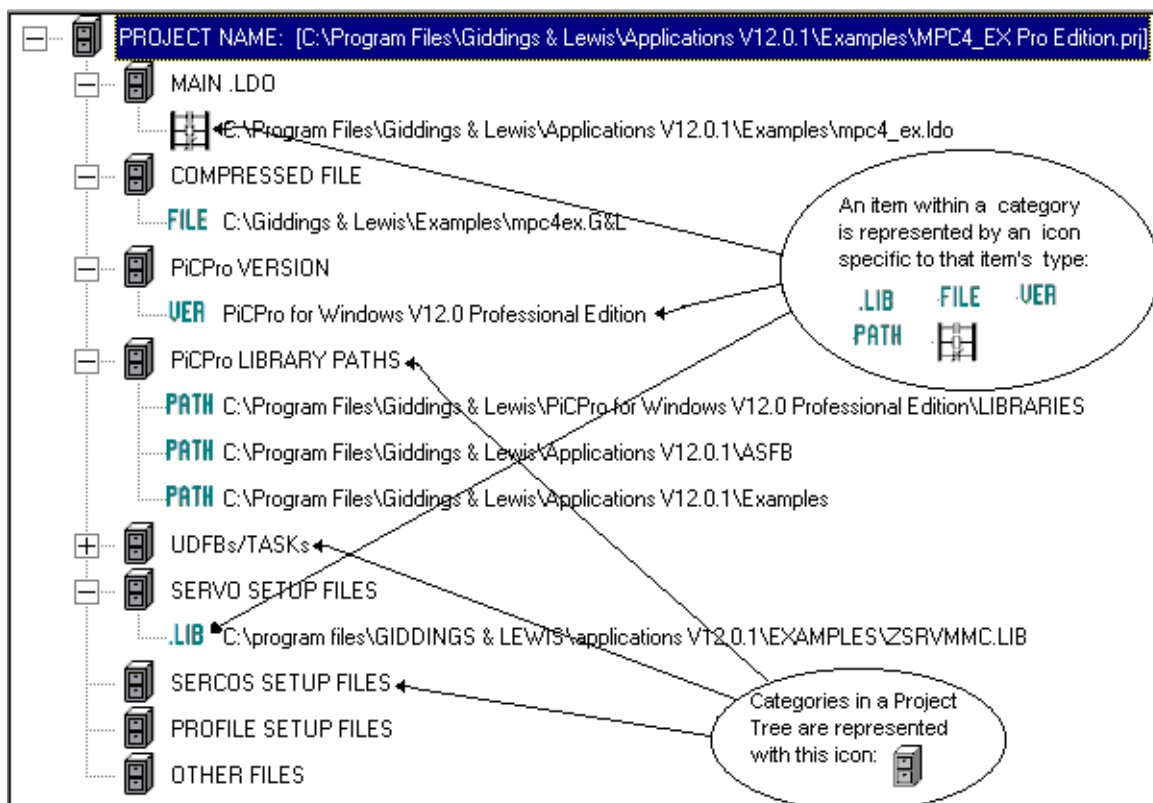 PROJECT NAME: [C:\Program Files\Giddings & Lewis\Applications V12.0.1\Examples\MPC4_EX Pro Edition.prj]
MAIN .LDO
C:\Program Files\Giddings & Lewis\Applications V12.0.1\Examples\mpc4_ex.ldo
COMPRESSED FILE
FILE C:\Giddings & Lewis\Examples\mpc4ex.G&L
PiCPro VERSION
VER PiCPro for Windows V12.0 Professional Edition
PiCPro LIBRARY PATHS
PATH C:\Program Files\Giddings & Lewis\PiCPro for Windows V12.0 Professional Edition\LIBRARIES
PATH C:\Program Files\Giddings & Lewis\Applications V12.0.1\ASFB
PATH C:\Program Files\Giddings & Lewis\Applications V12.0.1\Examples
UDFBs/TASKs
SERVO SETUP FILES
.LIB C:\program files\GIDDINGS & LEWIS\applications V12.0.1\EXAMPLES\ZSRVMMC.LIB
SERCOS SETUP FILES
PROFILE SETUP FILES
OTHER FILES
An item within a category
is represented by an icon
specific to that item's type:
.LIB FILE VER
PATH
Categories in a Project
Tree are represented
with this icon: